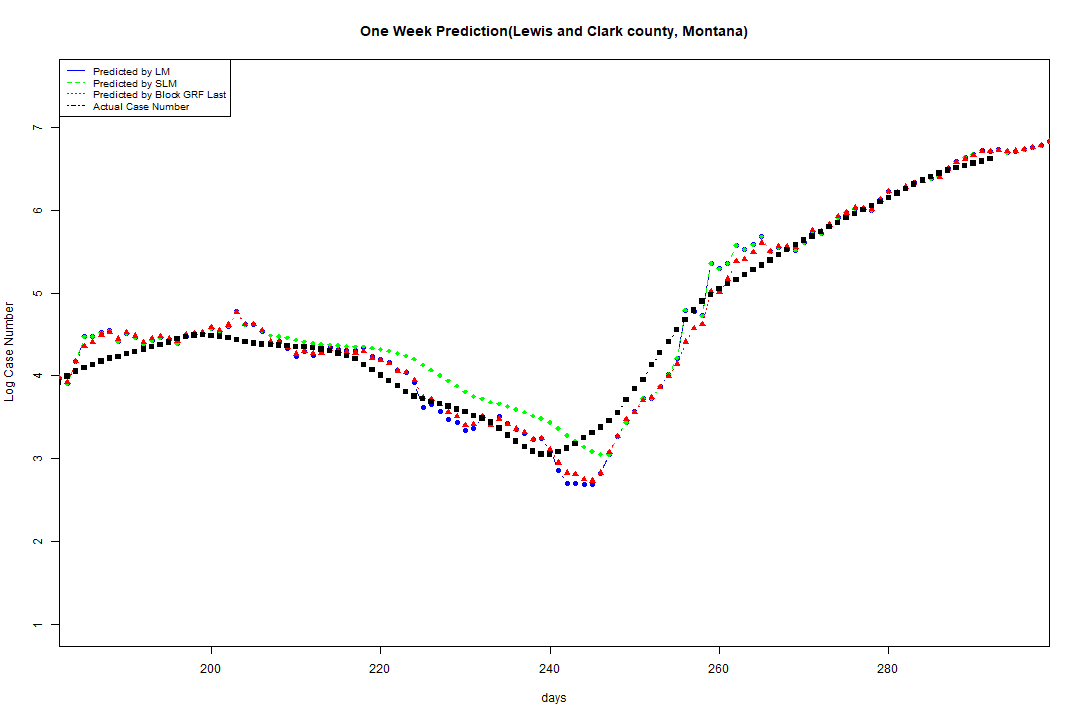 One Week Prediction(Lewis and Clark county, Montana)
Predicted by LM
Predicted by SLM
Predicted by Block GRF Last
Actual Case Number
7
6
5
4
3
2
1
Log Case Number
200
220
240
260
280
days